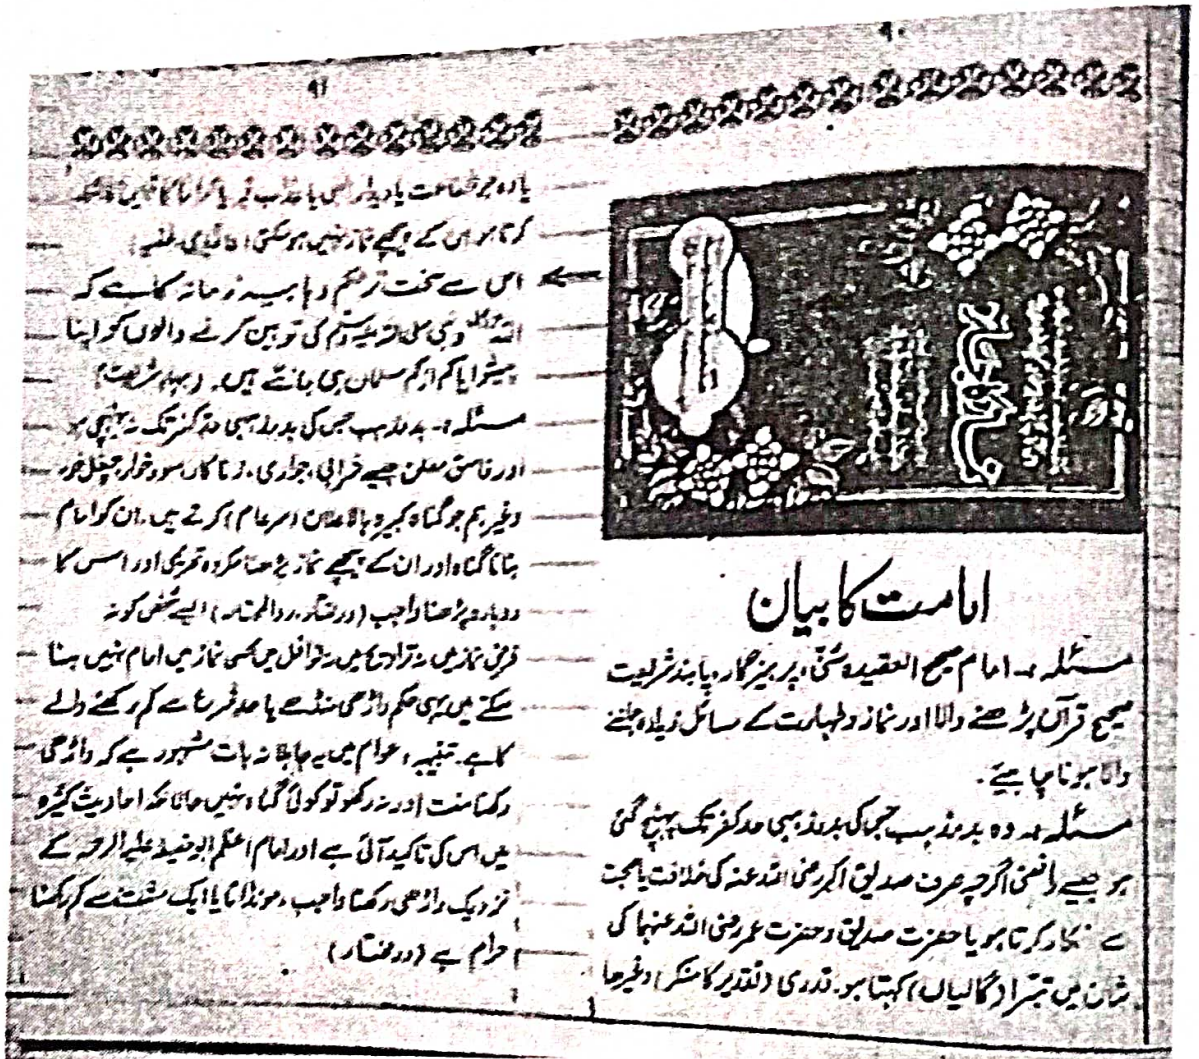 ۴۰
امامت کا بیان
مسئلہ :۔ امام صحیح العقیدہ سنی، پرہیزگار، پابند شریعت
صحیح قرآن پڑھنے والا اور نماز و طہارت کے مسائل زیادہ جاننے
والا ہونا چاہیئے۔
مسئلہ :۔ وہ بدمذہب جس کی بدمذہبی حد کفر تک پہنچ گئی
ہو جیسے رافضی اگرچہ صرف صدیق اکبر رضی اللہ عنہ کی خلافت یا صحبت
سے انکار کرتا ہو یا حضرت صدیق و حضرت عمر رضی اللہ عنہما کی
شان میں تبرا (گالیاں) کہتا ہو۔ قدری (تقدیر کا منکر) وغیرھا
۴۱
یا وہ جو شفاعت یا دیدار الٰہی یا عذاب قبر یا کراماً کاتبین کا
کرتا ہو اس کے پیچھے نماز نہیں ہو سکتی
اس سے سخت تر حکم وہابیہ زمانہ کا ہے کہ
اللہ و نبی صلی اللہ علیہ وسلم کی توہین کرنے والوں کو اپنا
پیشوا یا کم از کم مسلمان ہی جانتے ہیں۔ (بہار شریعت)
مسئلہ :۔ بدمذہب جس کی بدمذہبی حد کفر تک نہ پہنچی ہو
اور فاسق معلن جیسے شرابی، جواری، زناکار، سود خوار، چغل خور
وغیرہم جو گناہ کبیرہ بالاعلان (سرعام) کرتے ہیں۔ ان کو امام
بنانا گناہ اور ان کے پیچھے نماز پڑھنا مکروہ تحریمی اور اس کا
دوبارہ پڑھنا واجب (درمختار، ردالمحتار) ایسے شخص کو نہ
فرض نماز میں نہ تراویح میں نہ نوافل میں کسی نماز میں امام نہیں بنا
سکتے ہیں یہی حکم داڑھی منڈے یا حد شرع سے کم رکھنے والے
کا ہے۔ تنبیہ، عوام میں یہ جاہلانہ بات مشہور ہے کہ داڑھی
رکھنا سنت اور نہ رکھو تو کوئی گناہ نہیں حالانکہ احادیث کثیرہ
میں اس کی تاکید آئی ہے اور امام اعظم ابوحنیفہ علیہ الرحمہ کے
نزدیک داڑھی رکھنا واجب، مونڈانا یا ایک مشت سے کم رکھنا
حرام ہے (درمختار)